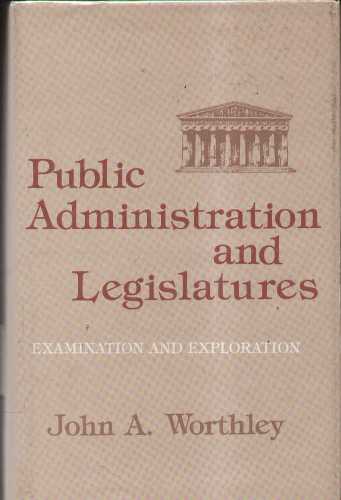 Public
Administration
and
Legislatures
EXAMINATION AND EXPLORATION
John A. Worthley